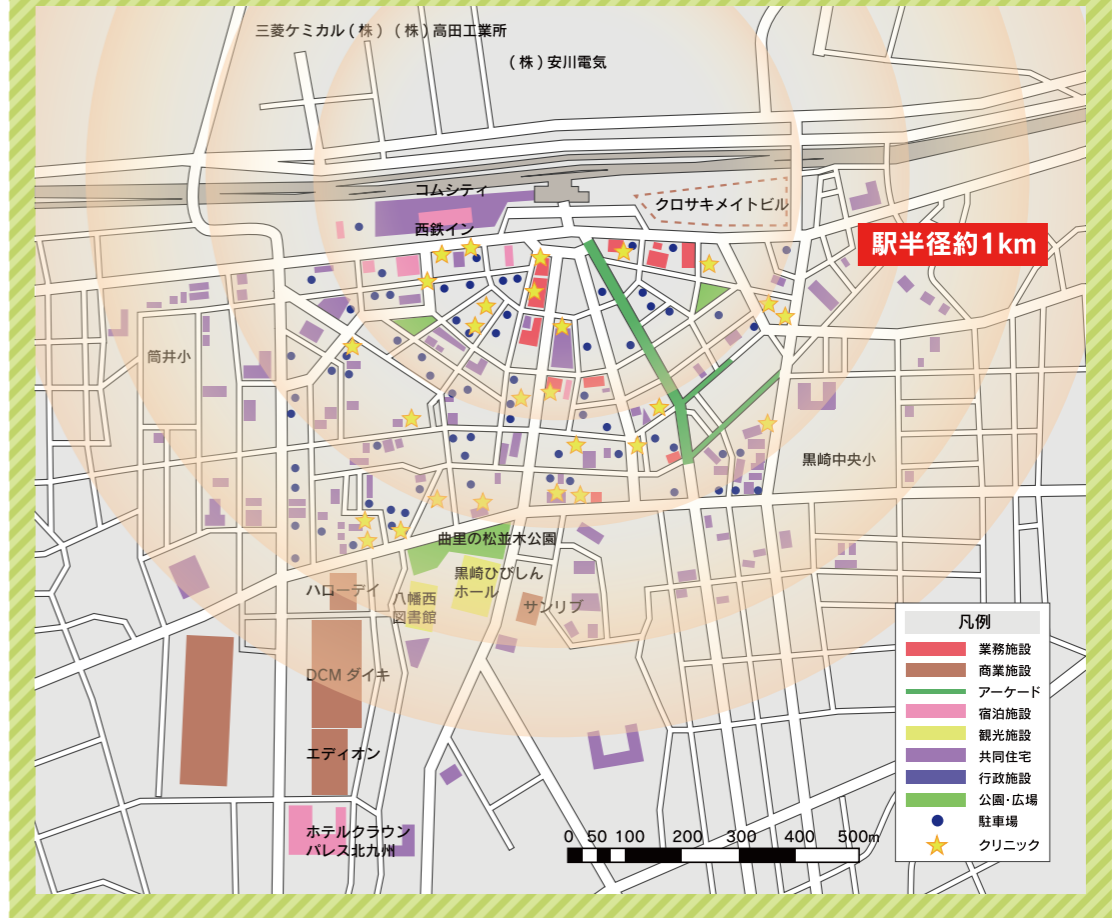 三菱ケミカル(株) (株)高田工業所
(株)安川電気
コムシティ
クロサキメイトビル
西鉄イン
駅半径約1km
筒井小
黒崎中央小
曲里の松並木公園
黒崎ひびしん
ホール
ハローデイ
八幡西
図書館
サンリブ
DCM ダイキ
エディオン
ホテルクラウン
パレス北九州
0 50 100 200 300 400 500m
凡例
業務施設
商業施設
アーケード
宿泊施設
観光施設
共同住宅
行政施設
公園・広場
駐車場
クリニック